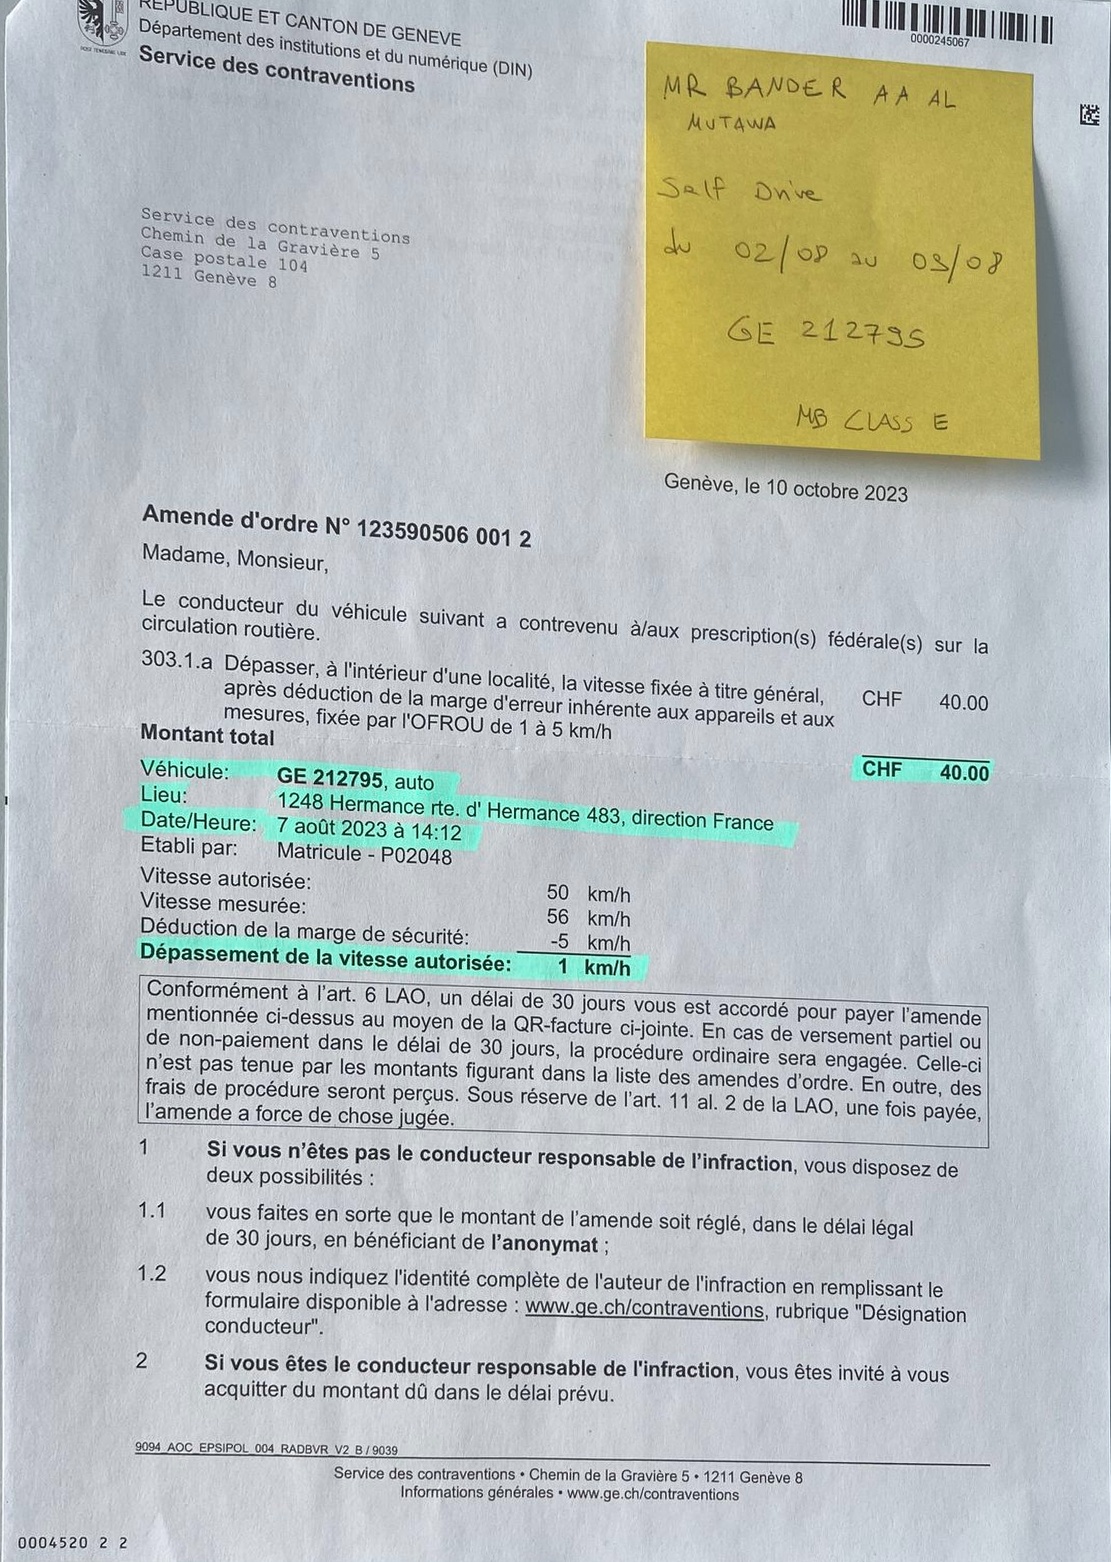 REPUBLIQUE ET CANTON DE GENEVE
Département des institutions et du numérique (DIN)
Service des contraventions
0000245067
MR BANDER AA AL
MUTAWA
Self Drive
du 02/08 au 09/08
GE 212795
MB CLASS E
Service des contraventions
Chemin de la Gravière 5
Case postale 104
1211 Genève 8
Genève, le 10 octobre 2023
Amende d'ordre N° 123590506 001 2
Madame, Monsieur,
Le conducteur du véhicule suivant a contrevenu à/aux prescription(s) fédérale(s) sur la
circulation routière.
303.1.a Dépasser, à l'intérieur d'une localité, la vitesse fixée à titre général, CHF 40.00
après déduction de la marge d'erreur inhérente aux appareils et aux
mesures, fixée par l'OFROU de 1 à 5 km/h
Montant total CHF 40.00
Véhicule: GE 212795, auto
Lieu: 1248 Hermance rte. d' Hermance 483, direction France
Date/Heure: 7 août 2023 à 14:12
Etabli par: Matricule - P02048
Vitesse autorisée: 50 km/h
Vitesse mesurée: 56 km/h
Déduction de la marge de sécurité: -5 km/h
Dépassement de la vitesse autorisée: 1 km/h
Conformément à l'art. 6 LAO, un délai de 30 jours vous est accordé pour payer l'amende
mentionnée ci-dessus au moyen de la QR-facture ci-jointe. En cas de versement partiel ou
de non-paiement dans le délai de 30 jours, la procédure ordinaire sera engagée. Celle-ci
n'est pas tenue par les montants figurant dans la liste des amendes d'ordre. En outre, des
frais de procédure seront perçus. Sous réserve de l'art. 11 al. 2 de la LAO, une fois payée,
l'amende a force de chose jugée.
1 Si vous n'êtes pas le conducteur responsable de l'infraction, vous disposez de
deux possibilités :
1.1 vous faites en sorte que le montant de l'amende soit réglé, dans le délai légal
de 30 jours, en bénéficiant de l'anonymat ;
1.2 vous nous indiquez l'identité complète de l'auteur de l'infraction en remplissant le
formulaire disponible à l'adresse : www.ge.ch/contraventions, rubrique "Désignation
conducteur".
2 Si vous êtes le conducteur responsable de l'infraction, vous êtes invité à vous
acquitter du montant dû dans le délai prévu.
9094_AOC_EPSIPOL_004_RADBVR_V2_B / 9039
Service des contraventions • Chemin de la Gravière 5 • 1211 Genève 8
Informations générales • www.ge.ch/contraventions
0004520 2 2